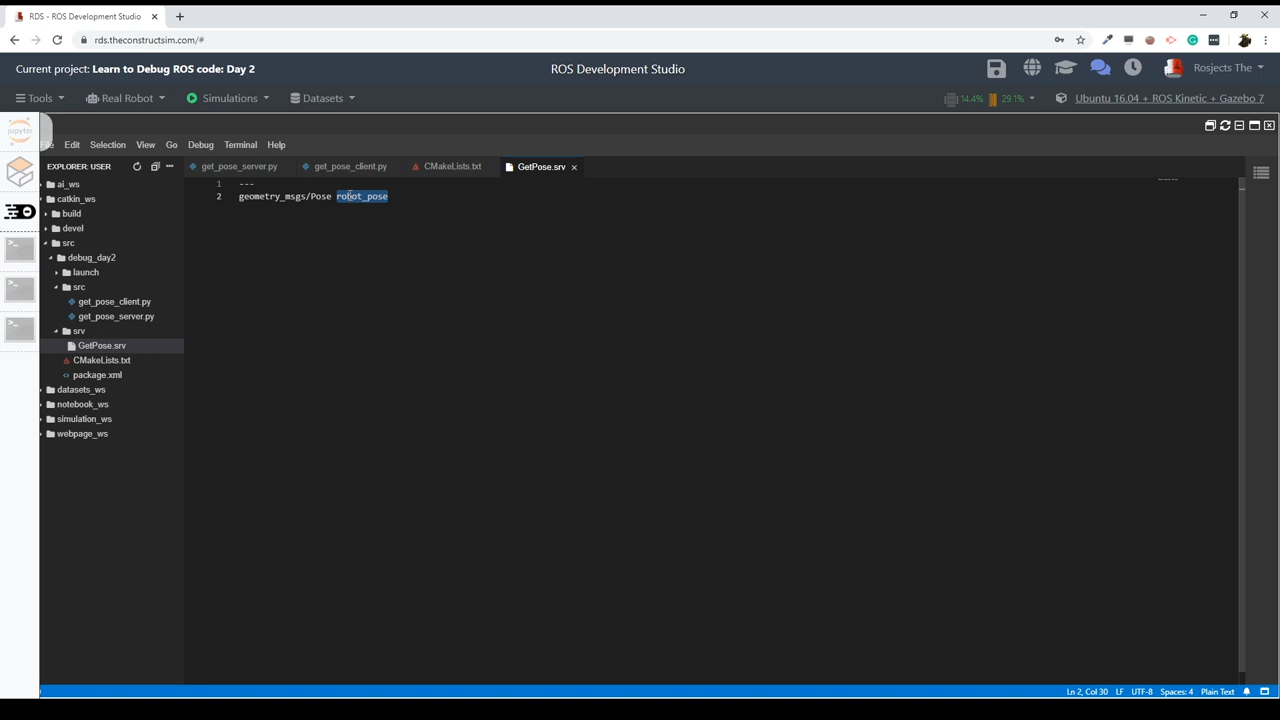 RDS - ROS Development Studio
rds.theconstructsim.com/#
Current project: Learn to Debug ROS code: Day 2
ROS Development Studio
Rosjects The
Tools
Real Robot
Simulations
Datasets
14.4%
29.1%
Ubuntu 16.04 + ROS Kinetic + Gazebo 7
Edit Selection View Go Debug Terminal Help
EXPLORER: USER
get_pose_server.py
get_pose_client.py
CMakeLists.txt
GetPose.srv
ai_ws
catkin_ws
build
devel
src
debug_day2
launch
src
get_pose_client.py
get_pose_server.py
srv
GetPose.srv
CMakeLists.txt
package.xml
datasets_ws
notebook_ws
simulation_ws
webpage_ws
jupyter
1 ---
2 geometry_msgs/Pose robot_pose
Ln 2, Col 30 LF UTF-8 Spaces: 4 Plain Text